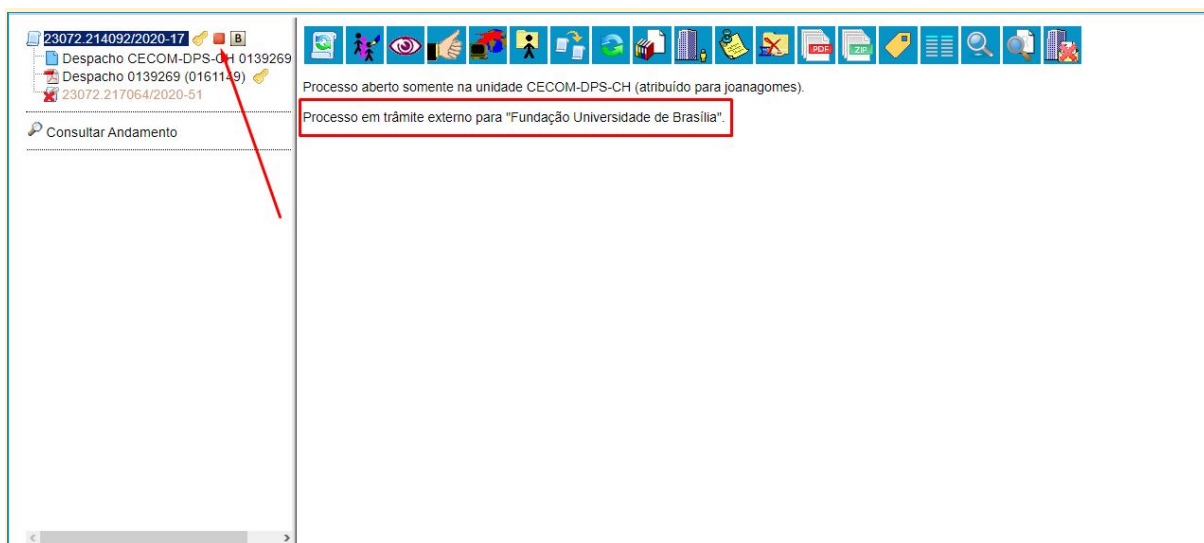 23072.214092/2020-17 B
Despacho CECOM-DPS-CH 0139269
Despacho 0139269 (0161149)
23072.217064/2020-51
Consultar Andamento
PDF ZIP
Processo aberto somente na unidade CECOM-DPS-CH (atribuído para joanagomes).
Processo em trâmite externo para "Fundação Universidade de Brasília".